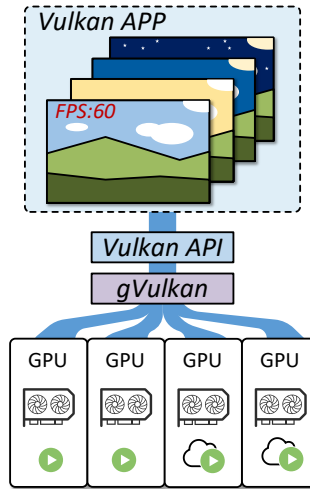 Vulkan APP
FPS:60
Vulkan API
gVulkan
GPU GPU GPU GPU